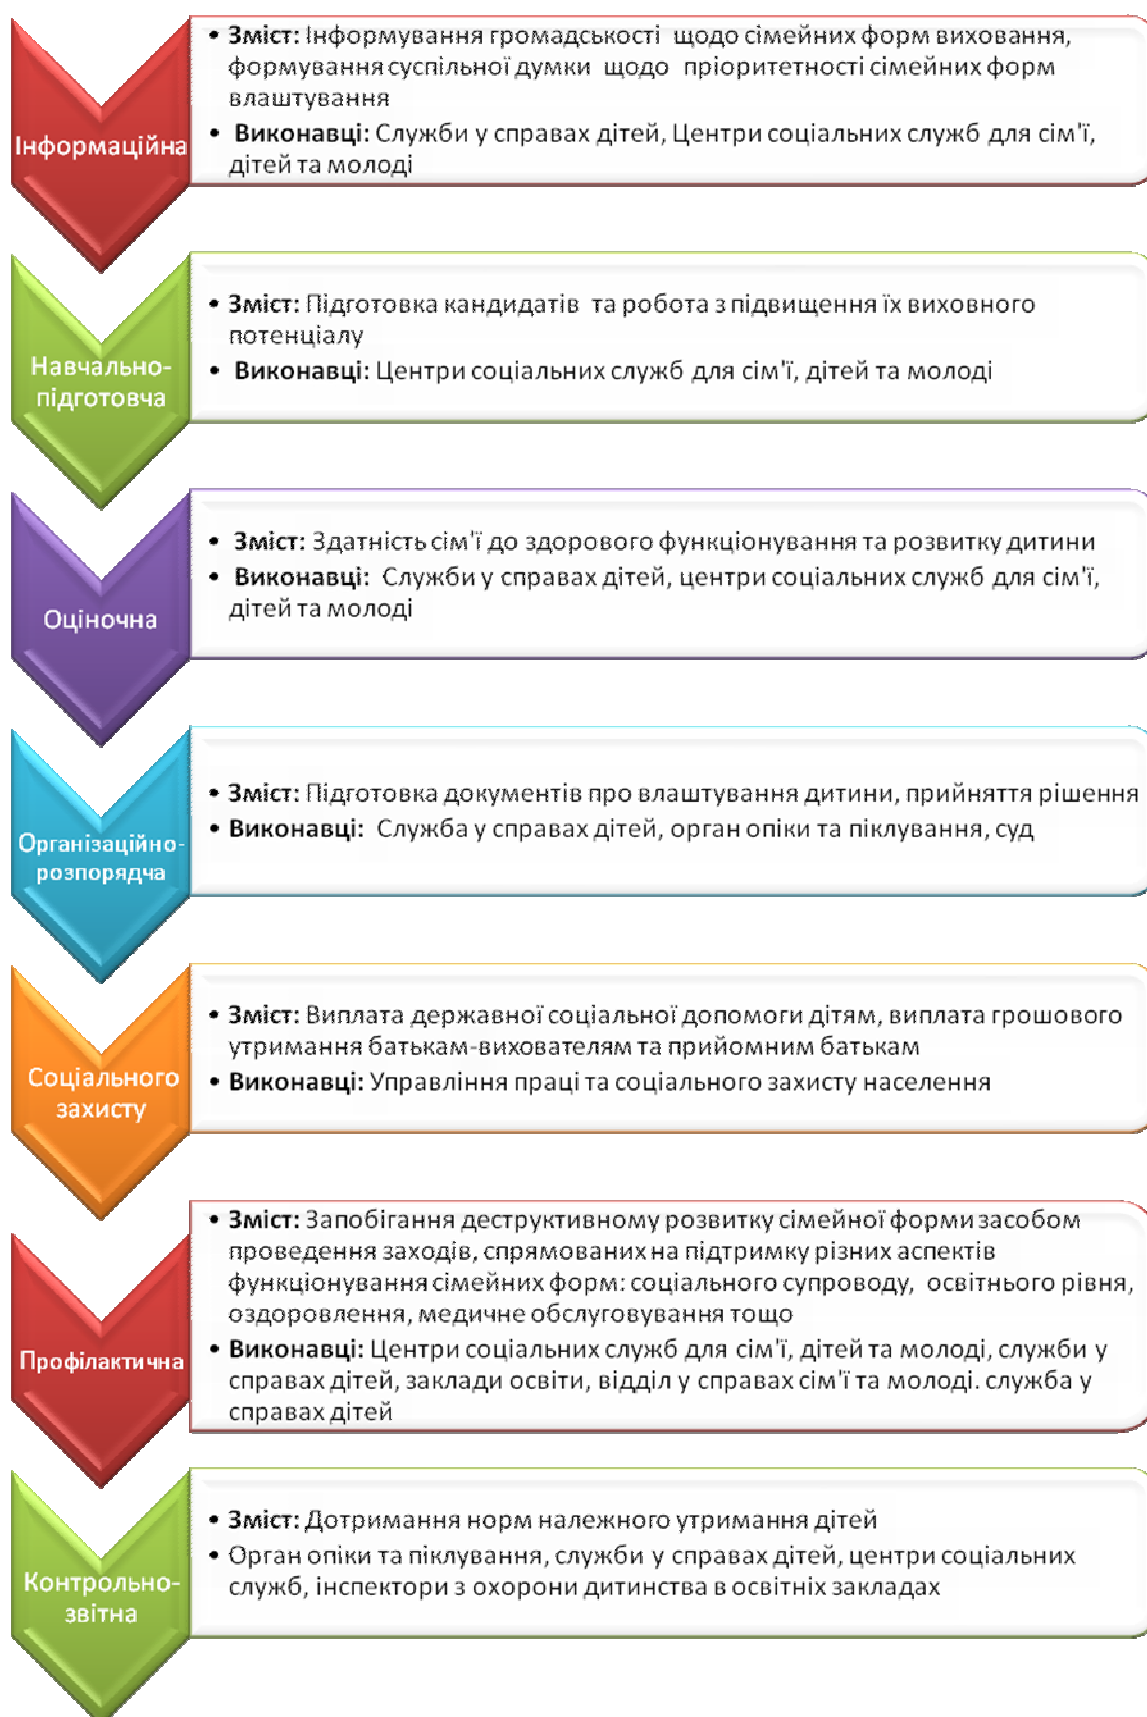 Інформаційна
• Зміст: Інформування громадськості щодо сімейних форм виховання,
формування суспільної думки щодо пріоритетності сімейних форм
влаштування
• Виконавці: Служби у справах дітей, Центри соціальних служб для сім'ї,
дітей та молоді
Навчально-
підготовча
• Зміст: Підготовка кандидатів та робота з підвищення їх виховного
потенціалу
• Виконавці: Центри соціальних служб для сім'ї, дітей та молоді
Оціночна
• Зміст: Здатність сім'ї до здорового функціонування та розвитку дитини
• Виконавці: Служби у справах дітей, центри соціальних служб для сім'ї,
дітей та молоді
Організаційно-
розпорядча
• Зміст: Підготовка документів про влаштування дитини, прийняття рішення
• Виконавці: Служба у справах дітей, орган опіки та піклування, суд
Соціального
захисту
• Зміст: Виплата державної соціальної допомоги дітям, виплата грошового
утримання батькам-вихователям та прийомним батькам
• Виконавці: Управління праці та соціального захисту населення
Профілактична
• Зміст: Запобігання деструктивному розвитку сімейної форми засобом
проведення заходів, спрямованих на підтримку різних аспектів
функціонування сімейних форм: соціального супроводу, освітнього рівня,
оздоровлення, медичне обслуговування тощо
• Виконавці: Центри соціальних служб для сім'ї, дітей та молоді, служби у
справах дітей, заклади освіти, відділ у справах сім'ї та молоді. служба у
справах дітей
Контрольно-
звітна
• Зміст: Дотримання норм належного утримання дітей
• Орган опіки та піклування, служби у справах дітей, центри соціальних
служб, інспектори з охорони дитинства в освітніх закладах